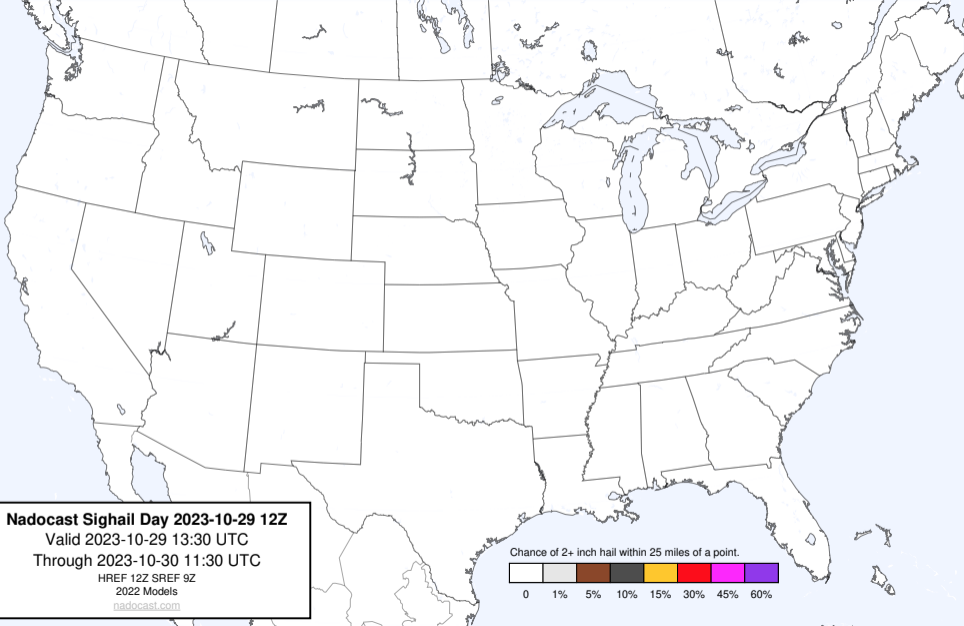 Nadocast Sighail Day 2023-10-29 12Z
Valid 2023-10-29 13:30 UTC
Through 2023-10-30 11:30 UTC
HREF 12Z SREF 9Z
2022 Models
nadocast.com
Chance of 2+ inch hail within 25 miles of a point.
0 1% 5% 10% 15% 30% 45% 60%